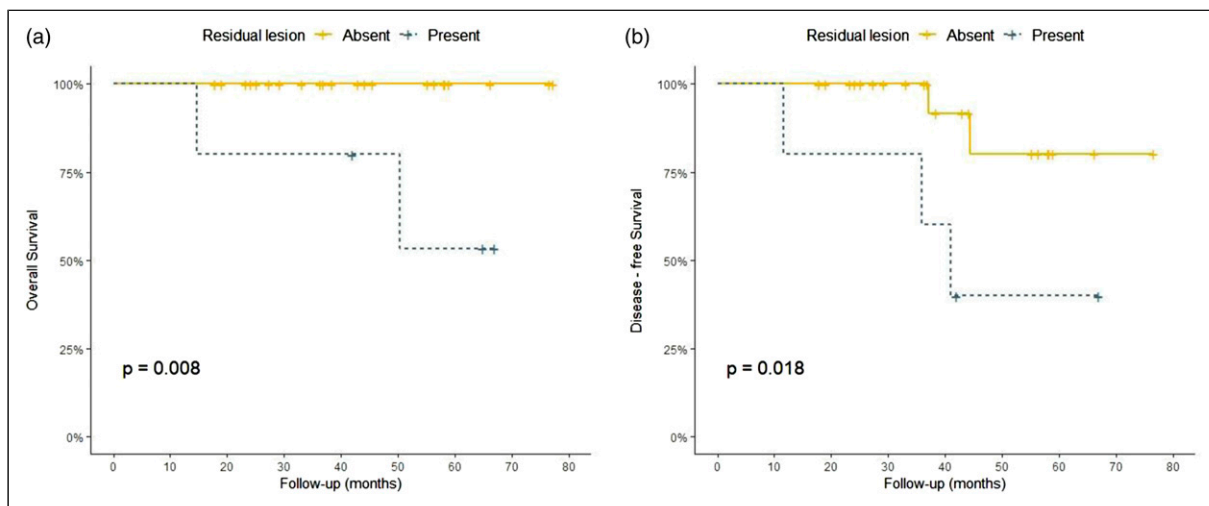 (a)
Residual lesion Absent Present
100%
75%
50%
25%
0%
Overall Survival
p = 0.008
0 10 20 30 40 50 60 70 80
Follow-up (months)
(b)
Residual lesion Absent Present
100%
75%
50%
25%
0%
Disease - free Survival
p = 0.018
0 10 20 30 40 50 60 70 80
Follow-up (months)